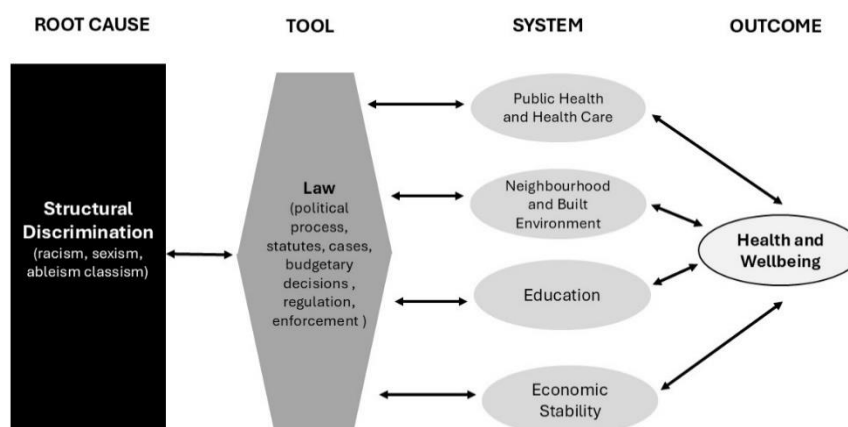 ROOT CAUSE
TOOL
SYSTEM
OUTCOME
Structural
Discrimination
(racism, sexism,
ableism classism)
Law
(political
process,
statutes, cases,
budgetary
decisions ,
regulation,
enforcement )
Public Health
and Health Care
Neighbourhood
and Built
Environment
Education
Economic
Stability
Health and
Wellbeing